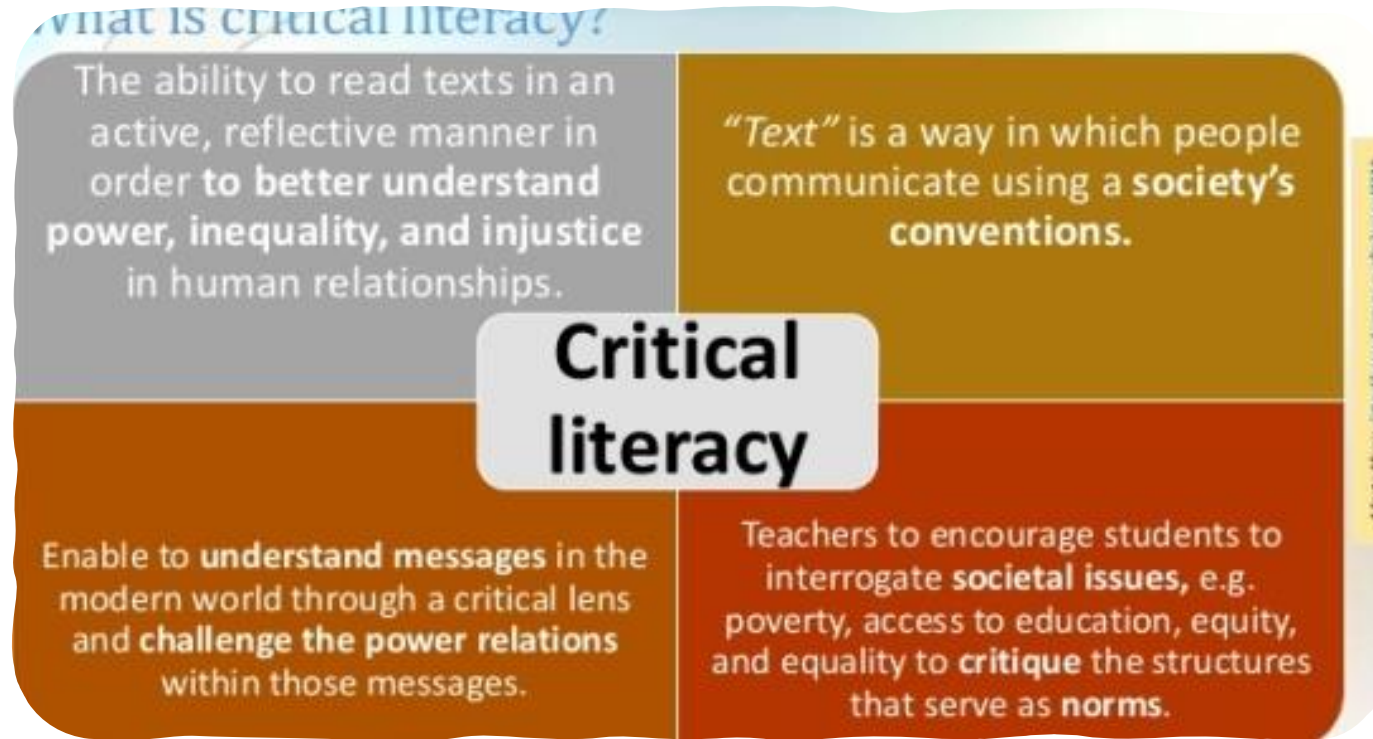 What is critical literacy?
The ability to read texts in an
active, reflective manner in
order to better understand
power, inequality, and injustice
in human relationships.
"Text" is a way in which people
communicate using a society's
conventions.
Critical
literacy
Enable to understand messages in the
modern world through a critical lens
and challenge the power relations
within those messages.
Teachers to encourage students to
interrogate societal issues, e.g.
poverty, access to education, equity,
and equality to critique the structures
that serve as norms.